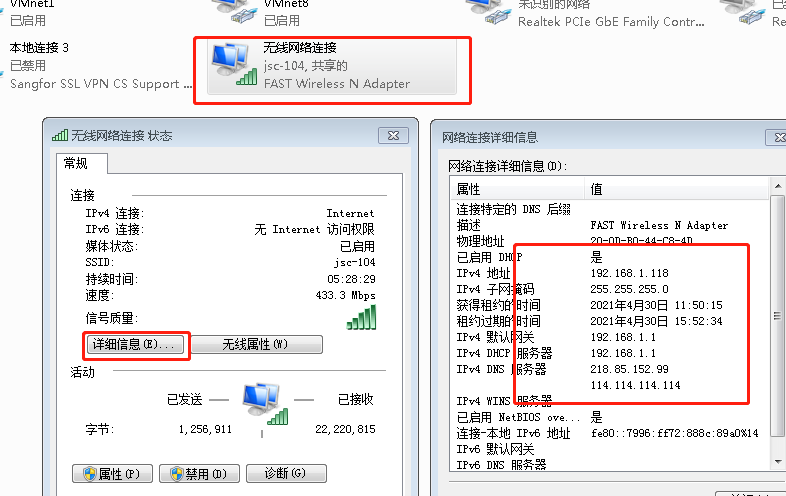 VMnet1
已启用
VMnet8
已启用
未识别的网络
Realtek PCIe GbE Family Contr...
已
Re
本地连接 3
已禁用
Sangfor SSL VPN CS Support ...
无线网络连接
jsc-104, 共享的
FAST Wireless N Adapter
无线网络连接 状态
常规
连接
IPv4 连接: Internet
IPv6 连接: 无 Internet 访问权限
媒体状态: 已启用
SSID: jsc-104
持续时间: 05:28:29
速度: 433.3 Mbps
信号质量:
详细信息(E)... 无线属性(W)
活动
已发送 已接收
字节: 1,256,911 22,220,815
属性(P) 禁用(D) 诊断(G)
网络连接详细信息
网络连接详细信息(D):
属性 值
连接特定的 DNS 后缀
描述 FAST Wireless N Adapter
物理地址 20-0D-B0-44-C8-4D
已启用 DHCP 是
IPv4 地址 192.168.1.118
IPv4 子网掩码 255.255.255.0
获得租约的时间 2021年4月30日 11:50:15
租约过期的时间 2021年4月30日 15:52:34
IPv4 默认网关 192.168.1.1
IPv4 DHCP 服务器 192.168.1.1
IPv4 DNS 服务器 218.85.152.99
114.114.114.114
IPv4 WINS 服务器
已启用 NetBIOS ove... 是
连接-本地 IPv6 地址 fe80::7996:ff72:888c:89a0%14
IPv6 默认网关
IPv6 DNS 服务器